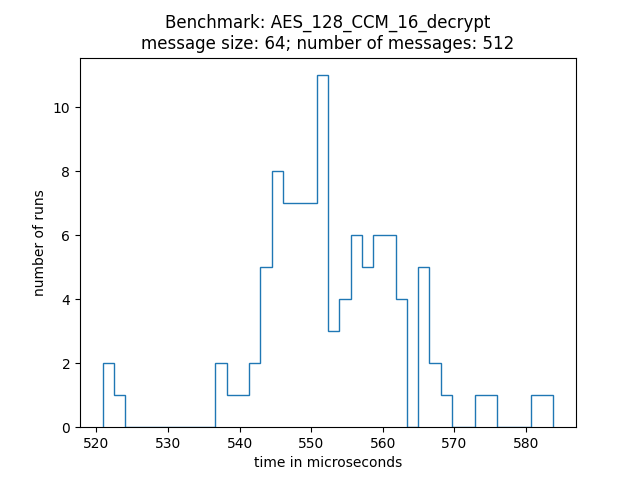 Benchmark: AES_128_CCM_16_decrypt
message size: 64; number of messages: 512
number of runs
10
8
6
4
2
0
520 530 540 550 560 570 580
time in microseconds